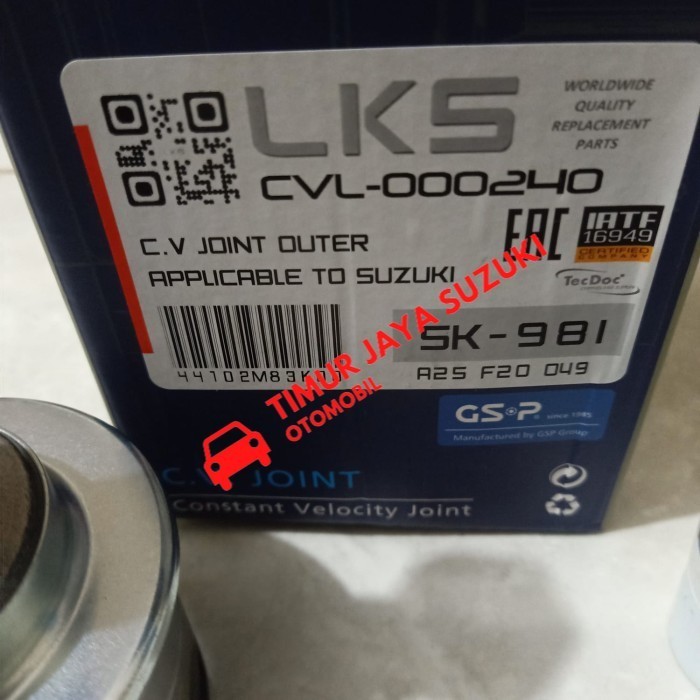 LKS
WORLDWIDE
QUALITY
REPLACEMENT
PARTS
CVL-000240
C.V JOINT OUTER
APPLICABLE TO SUZUKI
EAC
IATF
16949
CERTIFIED
COMPANY
TecDoc
SK-981
A25 F20 049
TIMUR JAYA SUZUKI
OTOMOBIL
GSP
since 1985
Manufactured by GSP Group
C.V JOINT
Constant Velocity Joint